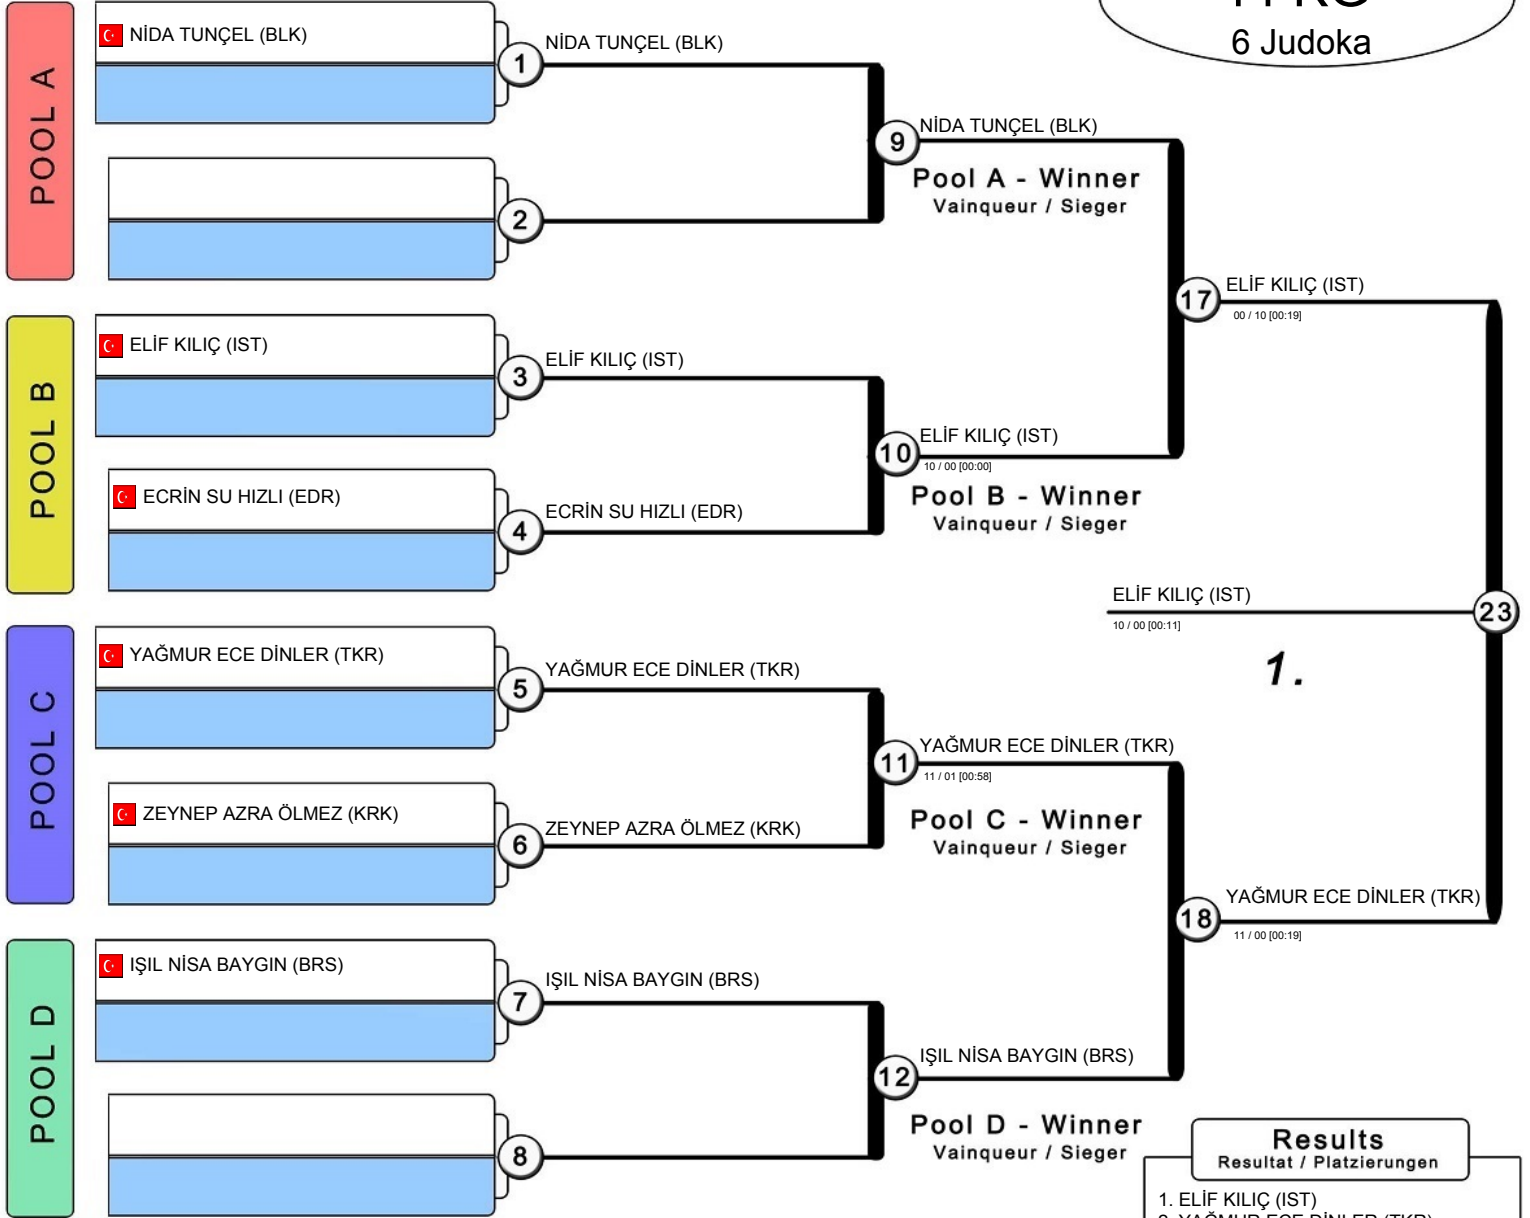 KG
6 Judoka
POOL A
NİDA TUNÇEL (BLK)
1
NİDA TUNÇEL (BLK)
2
9
NİDA TUNÇEL (BLK)
Pool A - Winner
Vainqueur / Sieger
17
ELİF KILIÇ (IST)
00 / 10 [00:19]
POOL B
ELİF KILIÇ (IST)
3
ELİF KILIÇ (IST)
10
ELİF KILIÇ (IST)
10 / 00 [00:00]
Pool B - Winner
Vainqueur / Sieger
ECRİN SU HIZLI (EDR)
4
ECRİN SU HIZLI (EDR)
ELİF KILIÇ (IST)
10 / 00 [00:11]
23
1.
POOL C
YAĞMUR ECE DİNLER (TKR)
5
YAĞMUR ECE DİNLER (TKR)
11
YAĞMUR ECE DİNLER (TKR)
11 / 01 [00:58]
Pool C - Winner
Vainqueur / Sieger
ZEYNEP AZRA ÖLMEZ (KRK)
6
ZEYNEP AZRA ÖLMEZ (KRK)
18
YAĞMUR ECE DİNLER (TKR)
11 / 00 [00:19]
POOL D
IŞIL NİSA BAYGIN (BRS)
7
IŞIL NİSA BAYGIN (BRS)
12
IŞIL NİSA BAYGIN (BRS)
Pool D - Winner
Vainqueur / Sieger
8
Results
Resultat / Platzierungen
1. ELİF KILIÇ (IST)
2. YAĞMUR ECE DİNLER (TKR)